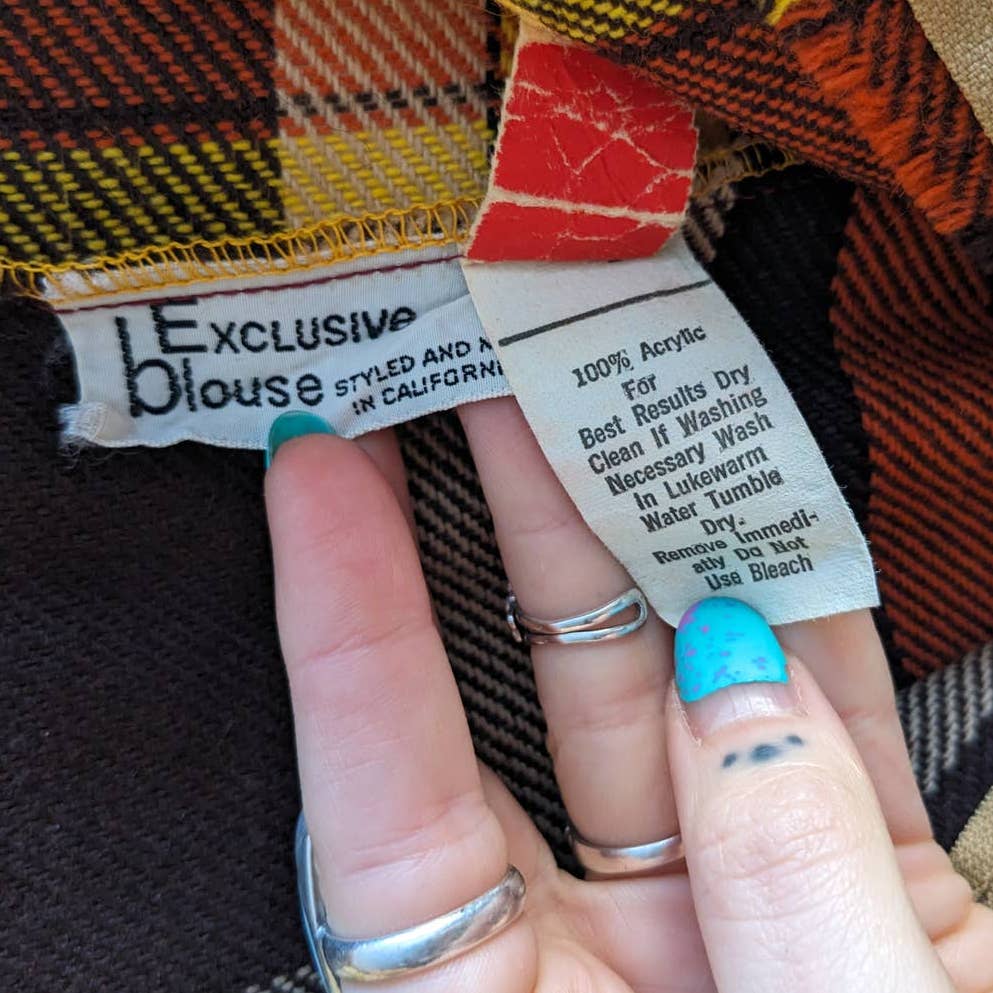 Exclusive
blouse
STYLED AND
IN CALIFORNI
100% Acrylic
For
Best Results Dry
Clean If Washing
Necessary Wash
In Lukewarm
Water Tumble
Dry.
Remove Immedi-
atly Do Not
Use Bleach